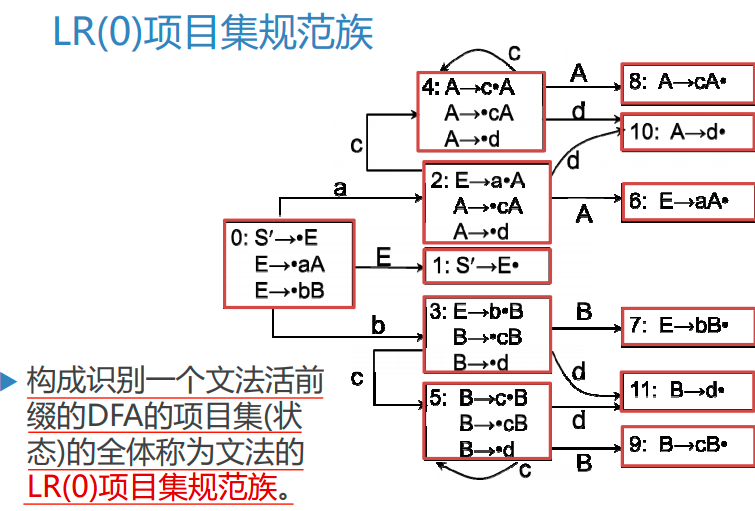 LR(0)项目集规范族
c
4: A→c•A
A→•cA
A→•d
A
8: A→cA•
d
10: A→d•
c
d
a
2: E→a•A
A→•cA
A→•d
A
6: E→aA•
0: S′→•E
E→•aA
E→•bB
E
1: S′→E•
b
3: E→b•B
B→•cB
B→•d
B
7: E→bB•
c
d
5: B→c•B
B→•cB
B→•d
d
11: B→d•
B
9: B→cB•
c
构成识别一个文法活前
缀的DFA的项目集(状
态)的全体称为文法的
LR(0)项目集规范族。